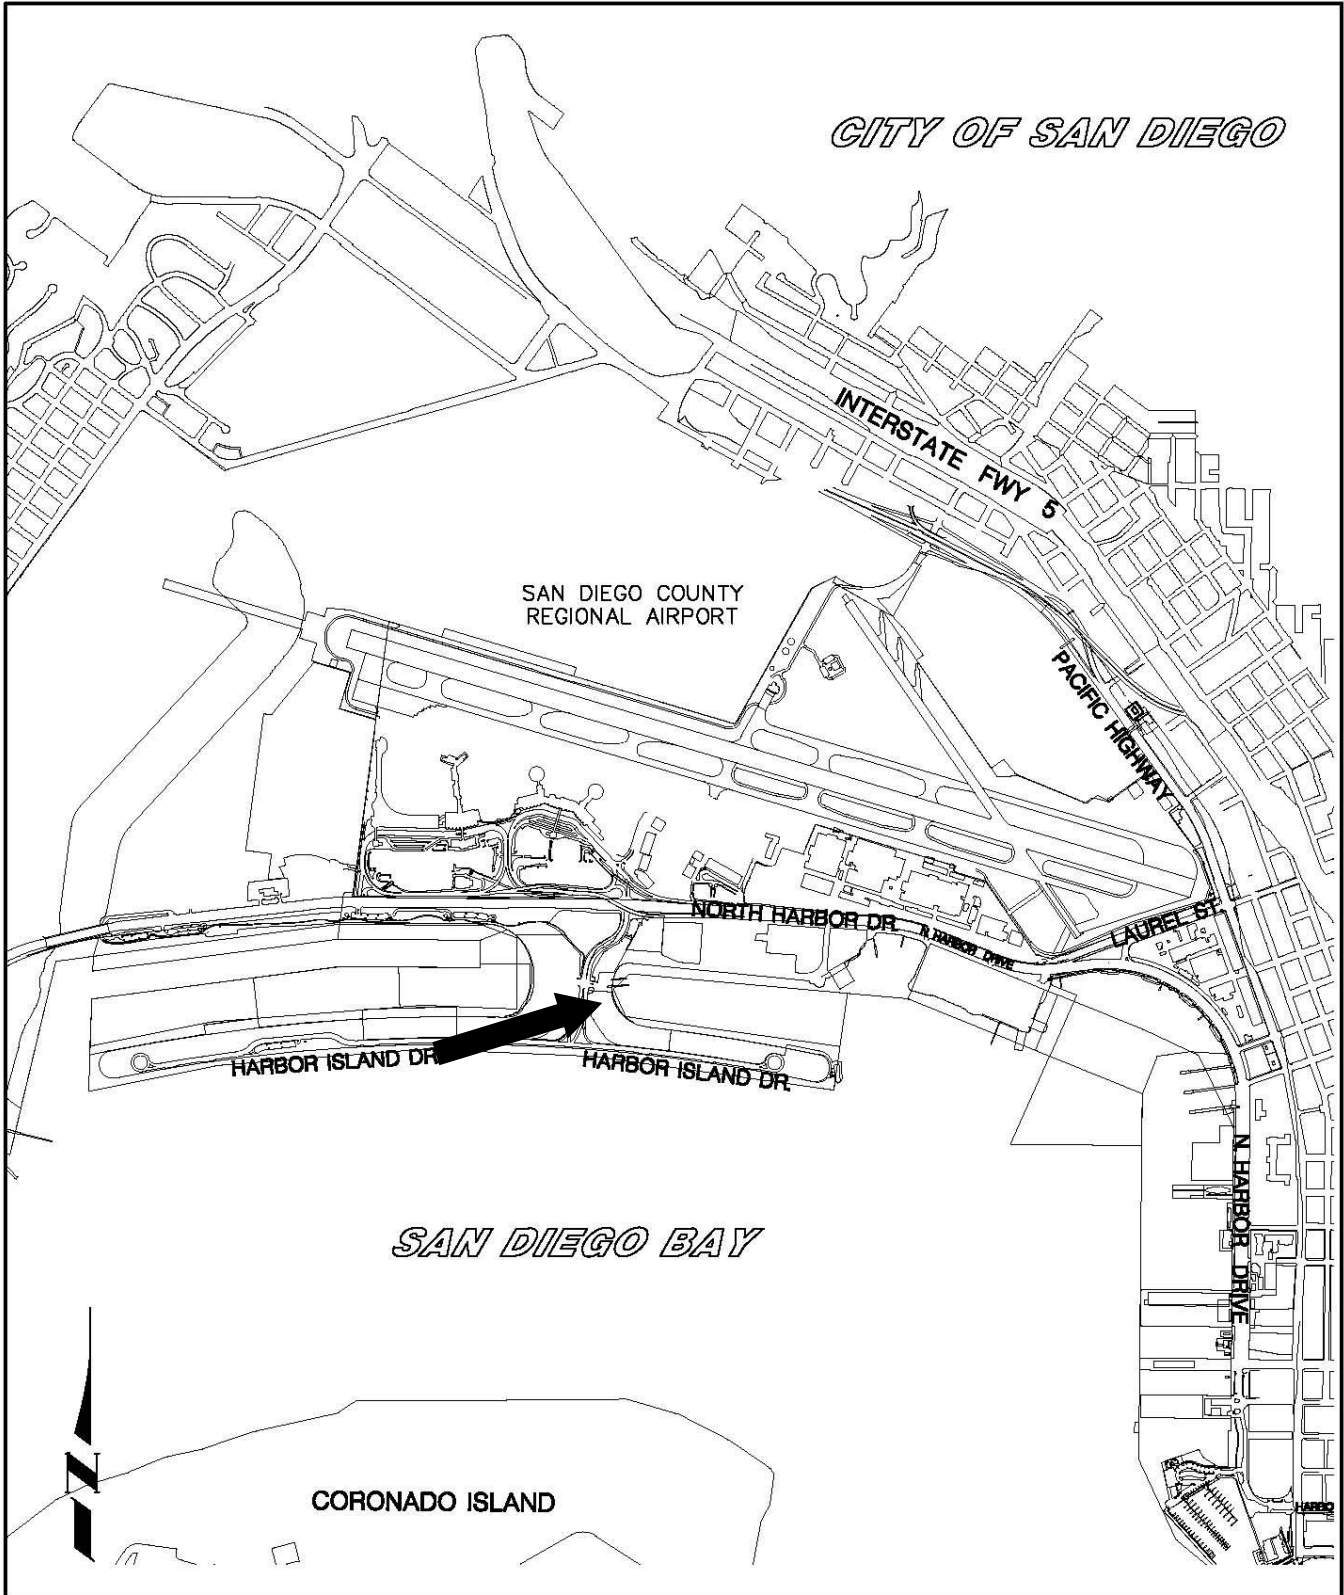 CITY OF SAN DIEGO
INTERSTATE FWY 5
SAN DIEGO COUNTY
REGIONAL AIRPORT
PACIFIC HIGHWAY
NORTH HARBOR DR.
N. HARBOR DRIVE
LAUREL ST.
HARBOR ISLAND DR.
HARBOR ISLAND DR.
N. HARBOR DRIVE
SAN DIEGO BAY
N
CORONADO ISLAND
HARBO